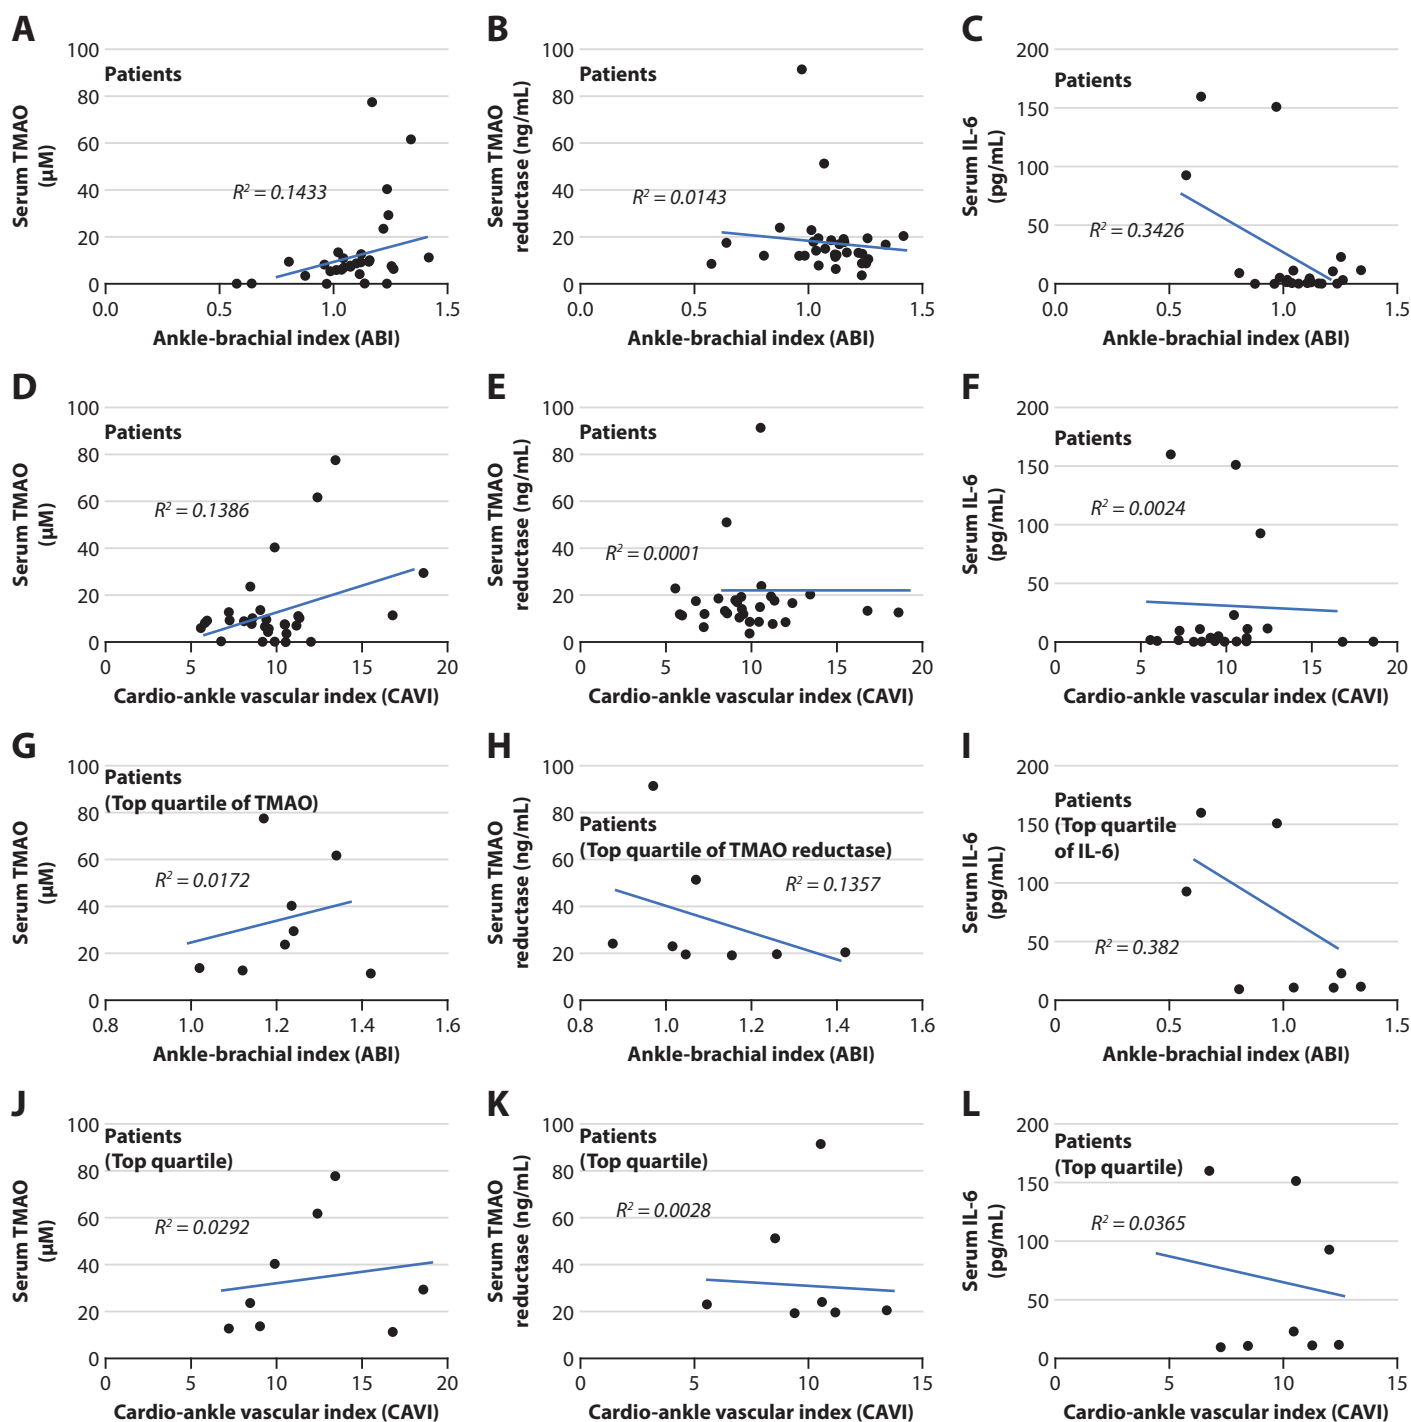 A
Serum TMAO
(µM)
100
80
60
40
20
0
Patients
R² = 0.1433
0.0 0.5 1.0 1.5
Ankle-brachial index (ABI)
B
Serum TMAO
reductase (ng/mL)
100
80
60
40
20
0
Patients
R² = 0.0143
0.0 0.5 1.0 1.5
Ankle-brachial index (ABI)
C
Serum IL-6
(pg/mL)
200
150
100
50
0
Patients
R² = 0.3426
0.0 0.5 1.0 1.5
Ankle-brachial index (ABI)
D
Serum TMAO
(µM)
100
80
60
40
20
0
Patients
R² = 0.1386
0 5 10 15 20
Cardio-ankle vascular index (CAVI)
E
Serum TMAO
reductase (ng/mL)
100
80
60
40
20
0
Patients
R² = 0.0001
0 5 10 15 20
Cardio-ankle vascular index (CAVI)
F
Serum IL-6
(pg/mL)
200
150
100
50
0
Patients
R² = 0.0024
0 5 10 15 20
Cardio-ankle vascular index (CAVI)
G
Serum TMAO
(µM)
100
80
60
40
20
0
Patients
(Top quartile of TMAO)
R² = 0.0172
0.8 1.0 1.2 1.4 1.6
Ankle-brachial index (ABI)
H
Serum TMAO
reductase (ng/mL)
100
80
60
40
20
0
Patients
(Top quartile of TMAO reductase)
R² = 0.1357
0.8 1.0 1.2 1.4 1.6
Ankle-brachial index (ABI)
I
Serum IL-6
(pg/mL)
200
150
100
50
0
Patients
(Top quartile
of IL-6)
R² = 0.382
0 0.5 1.0 1.5
Ankle-brachial index (ABI)
J
Serum TMAO
(µM)
100
80
60
40
20
0
Patients
(Top quartile)
R² = 0.0292
0 5 10 15 20
Cardio-ankle vascular index (CAVI)
K
Serum TMAO
reductase (ng/mL)
100
80
60
40
20
0
Patients
(Top quartile)
R² = 0.0028
0 5 10 15
Cardio-ankle vascular index (CAVI)
L
Serum IL-6
(pg/mL)
200
150
100
50
0
Patients
(Top quartile)
R² = 0.0365
0 5 10 15
Cardio-ankle vascular index (CAVI)